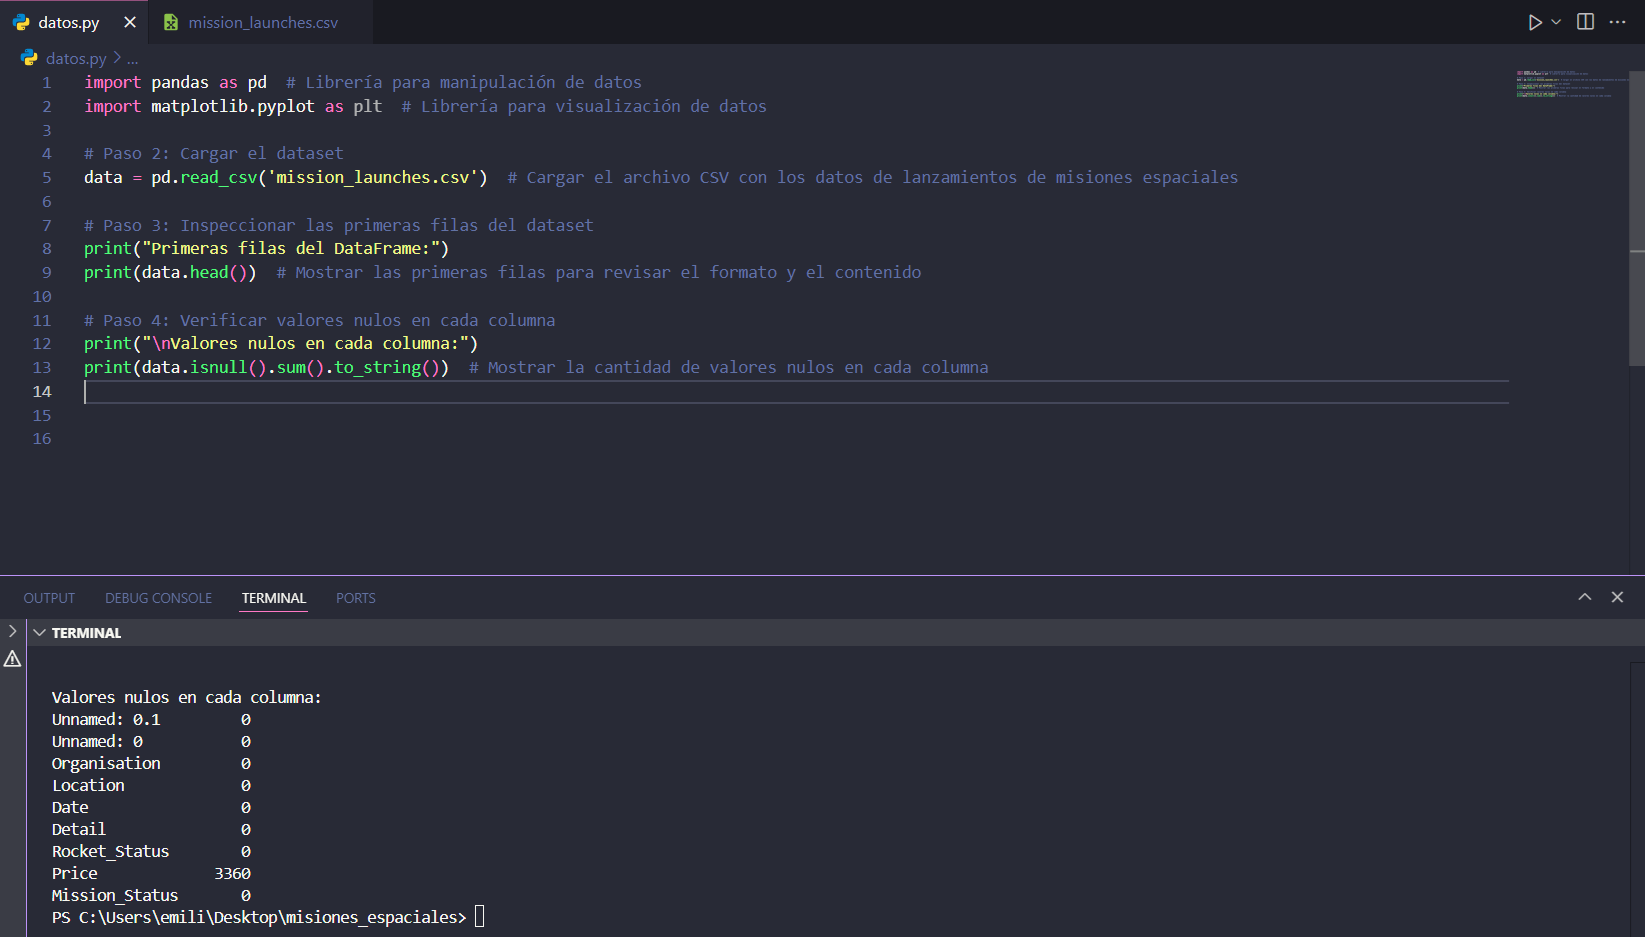 datos.py
mission_launches.csv
datos.py > ...
1 import pandas as pd  # Librería para manipulación de datos
2 import matplotlib.pyplot as plt  # Librería para visualización de datos
3
4 # Paso 2: Cargar el dataset
5 data = pd.read_csv('mission_launches.csv')  # Cargar el archivo CSV con los datos de lanzamientos de misiones espaciales
6
7 # Paso 3: Inspeccionar las primeras filas del dataset
8 print("Primeras filas del DataFrame:")
9 print(data.head())  # Mostrar las primeras filas para revisar el formato y el contenido
10
11 # Paso 4: Verificar valores nulos en cada columna
12 print("\nValores nulos en cada columna:")
13 print(data.isnull().sum().to_string())  # Mostrar la cantidad de valores nulos en cada columna
14
15
16
OUTPUT DEBUG CONSOLE TERMINAL PORTS
TERMINAL
Valores nulos en cada columna:
Unnamed: 0.1 0
Unnamed: 0 0
Organisation 0
Location 0
Date 0
Detail 0
Rocket_Status 0
Price 3360
Mission_Status 0
PS C:\Users\emili\Desktop\misiones_espaciales>